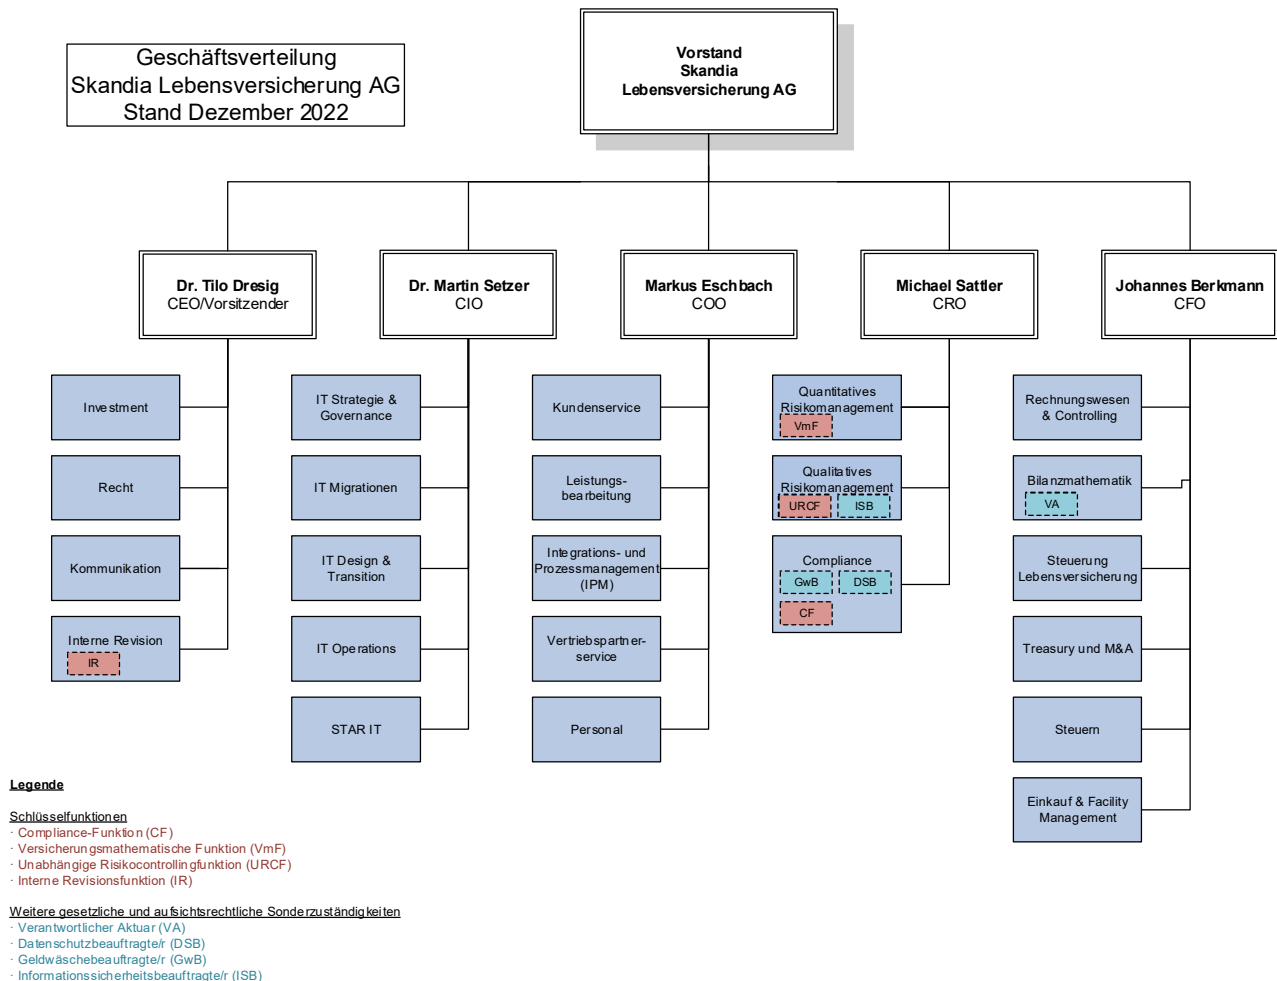 Geschäftsverteilung
Skandia Lebensversicherung AG
Stand Dezember 2022
Vorstand
Skandia
Lebensversicherung AG
Dr. Tilo Dresig
CEO/Vorsitzender
Dr. Martin Setzer
CIO
Markus Eschbach
COO
Michael Sattler
CRO
Johannes Berkmann
CFO
Investment
Recht
Kommunikation
Interne Revision
IR
IT Strategie &
Governance
IT Migrationen
IT Design &
Transition
IT Operations
STAR IT
Kundenservice
Leistungs-
bearbeitung
Integrations- und
Prozessmanagement
(IPM)
Vertriebspartner-
service
Personal
Quantitatives
Risikomanagement
VmF
Qualitatives
Risikomanagement
URCF ISB
Compliance
GwB DSB
CF
Rechnungswesen
& Controlling
Bilanzmathematik
VA
Steuerung
Lebensversicherung
Treasury und M&A
Steuern
Einkauf & Facility
Management
Legende
Schlüsselfunktionen
· Compliance-Funktion (CF)
· Versicherungsmathematische Funktion (VmF)
· Unabhängige Risikocontrollingfunktion (URCF)
· Interne Revisionsfunktion (IR)
Weitere gesetzliche und aufsichtsrechtliche Sonderzuständigkeiten
· Verantwortlicher Aktuar (VA)
· Datenschutzbeauftragte/r (DSB)
· Geldwäschebeauftragte/r (GwB)
· Informationssicherheitsbeauftragte/r (ISB)